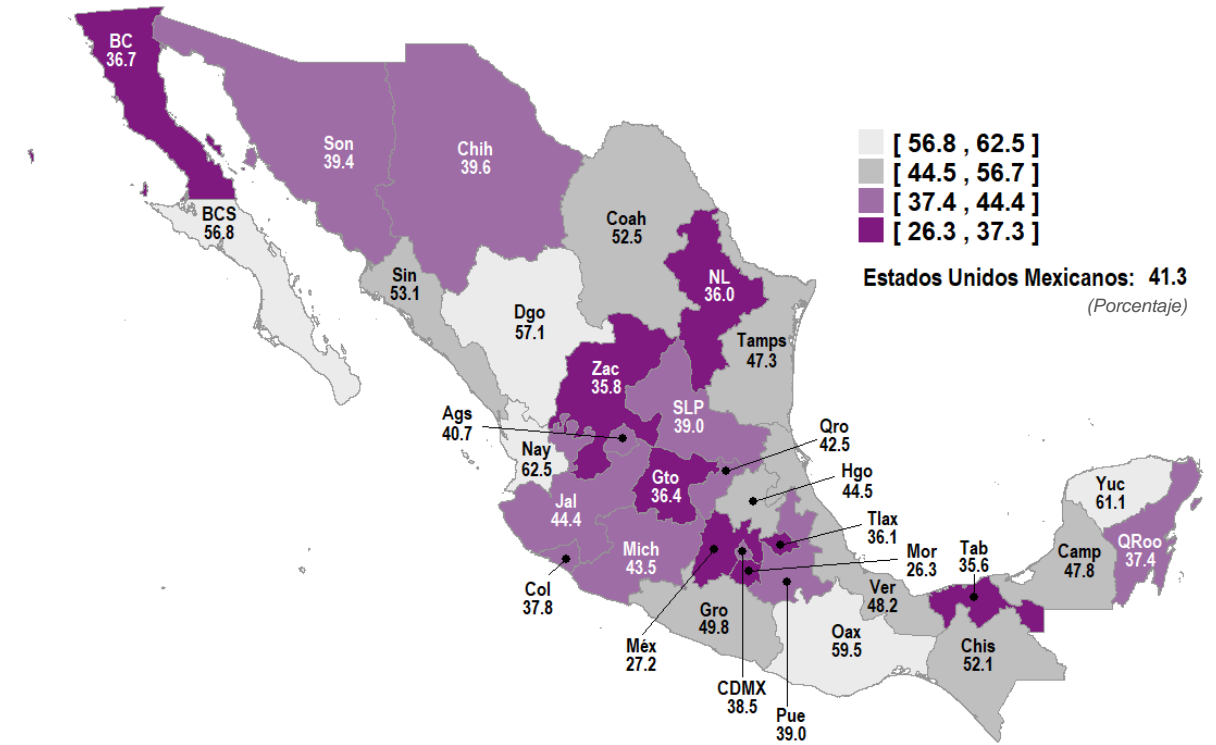 BC
36.7
Son
39.4
Chih
39.6
BCS
56.8
Coah
52.5
[ 56.8 , 62.5 ]
[ 44.5 , 56.7 ]
[ 37.4 , 44.4 ]
[ 26.3 , 37.3 ]
Estados Unidos Mexicanos: 41.3
(Porcentaje)
Sin
53.1
NL
36.0
Dgo
57.1
Tamps
47.3
Zac
35.8
SLP
39.0
Ags
40.7
Nay
62.5
Qro
42.5
Hgo
44.5
Gto
36.4
Jal
44.4
Yuc
61.1
Tlax
36.1
QRoo
37.4
Mich
43.5
Mor
26.3
Tab
35.6
Camp
47.8
Col
37.8
Ver
48.2
Gro
49.8
Oax
59.5
Chis
52.1
Méx
27.2
CDMX
38.5
Pue
39.0